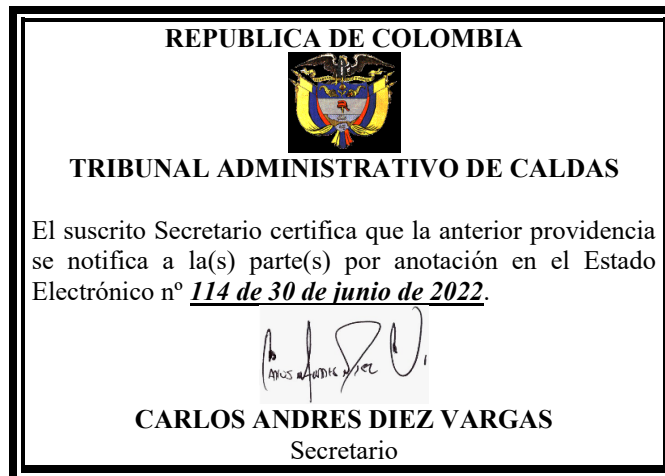 REPUBLICA DE COLOMBIA
TRIBUNAL ADMINISTRATIVO DE CALDAS
El suscrito Secretario certifica que la anterior providencia
se notifica a la(s) parte(s) por anotación en el Estado
Electrónico nº 114 de 30 de junio de 2022.
CARLOS ANDRES DIEZ VARGAS
Secretario